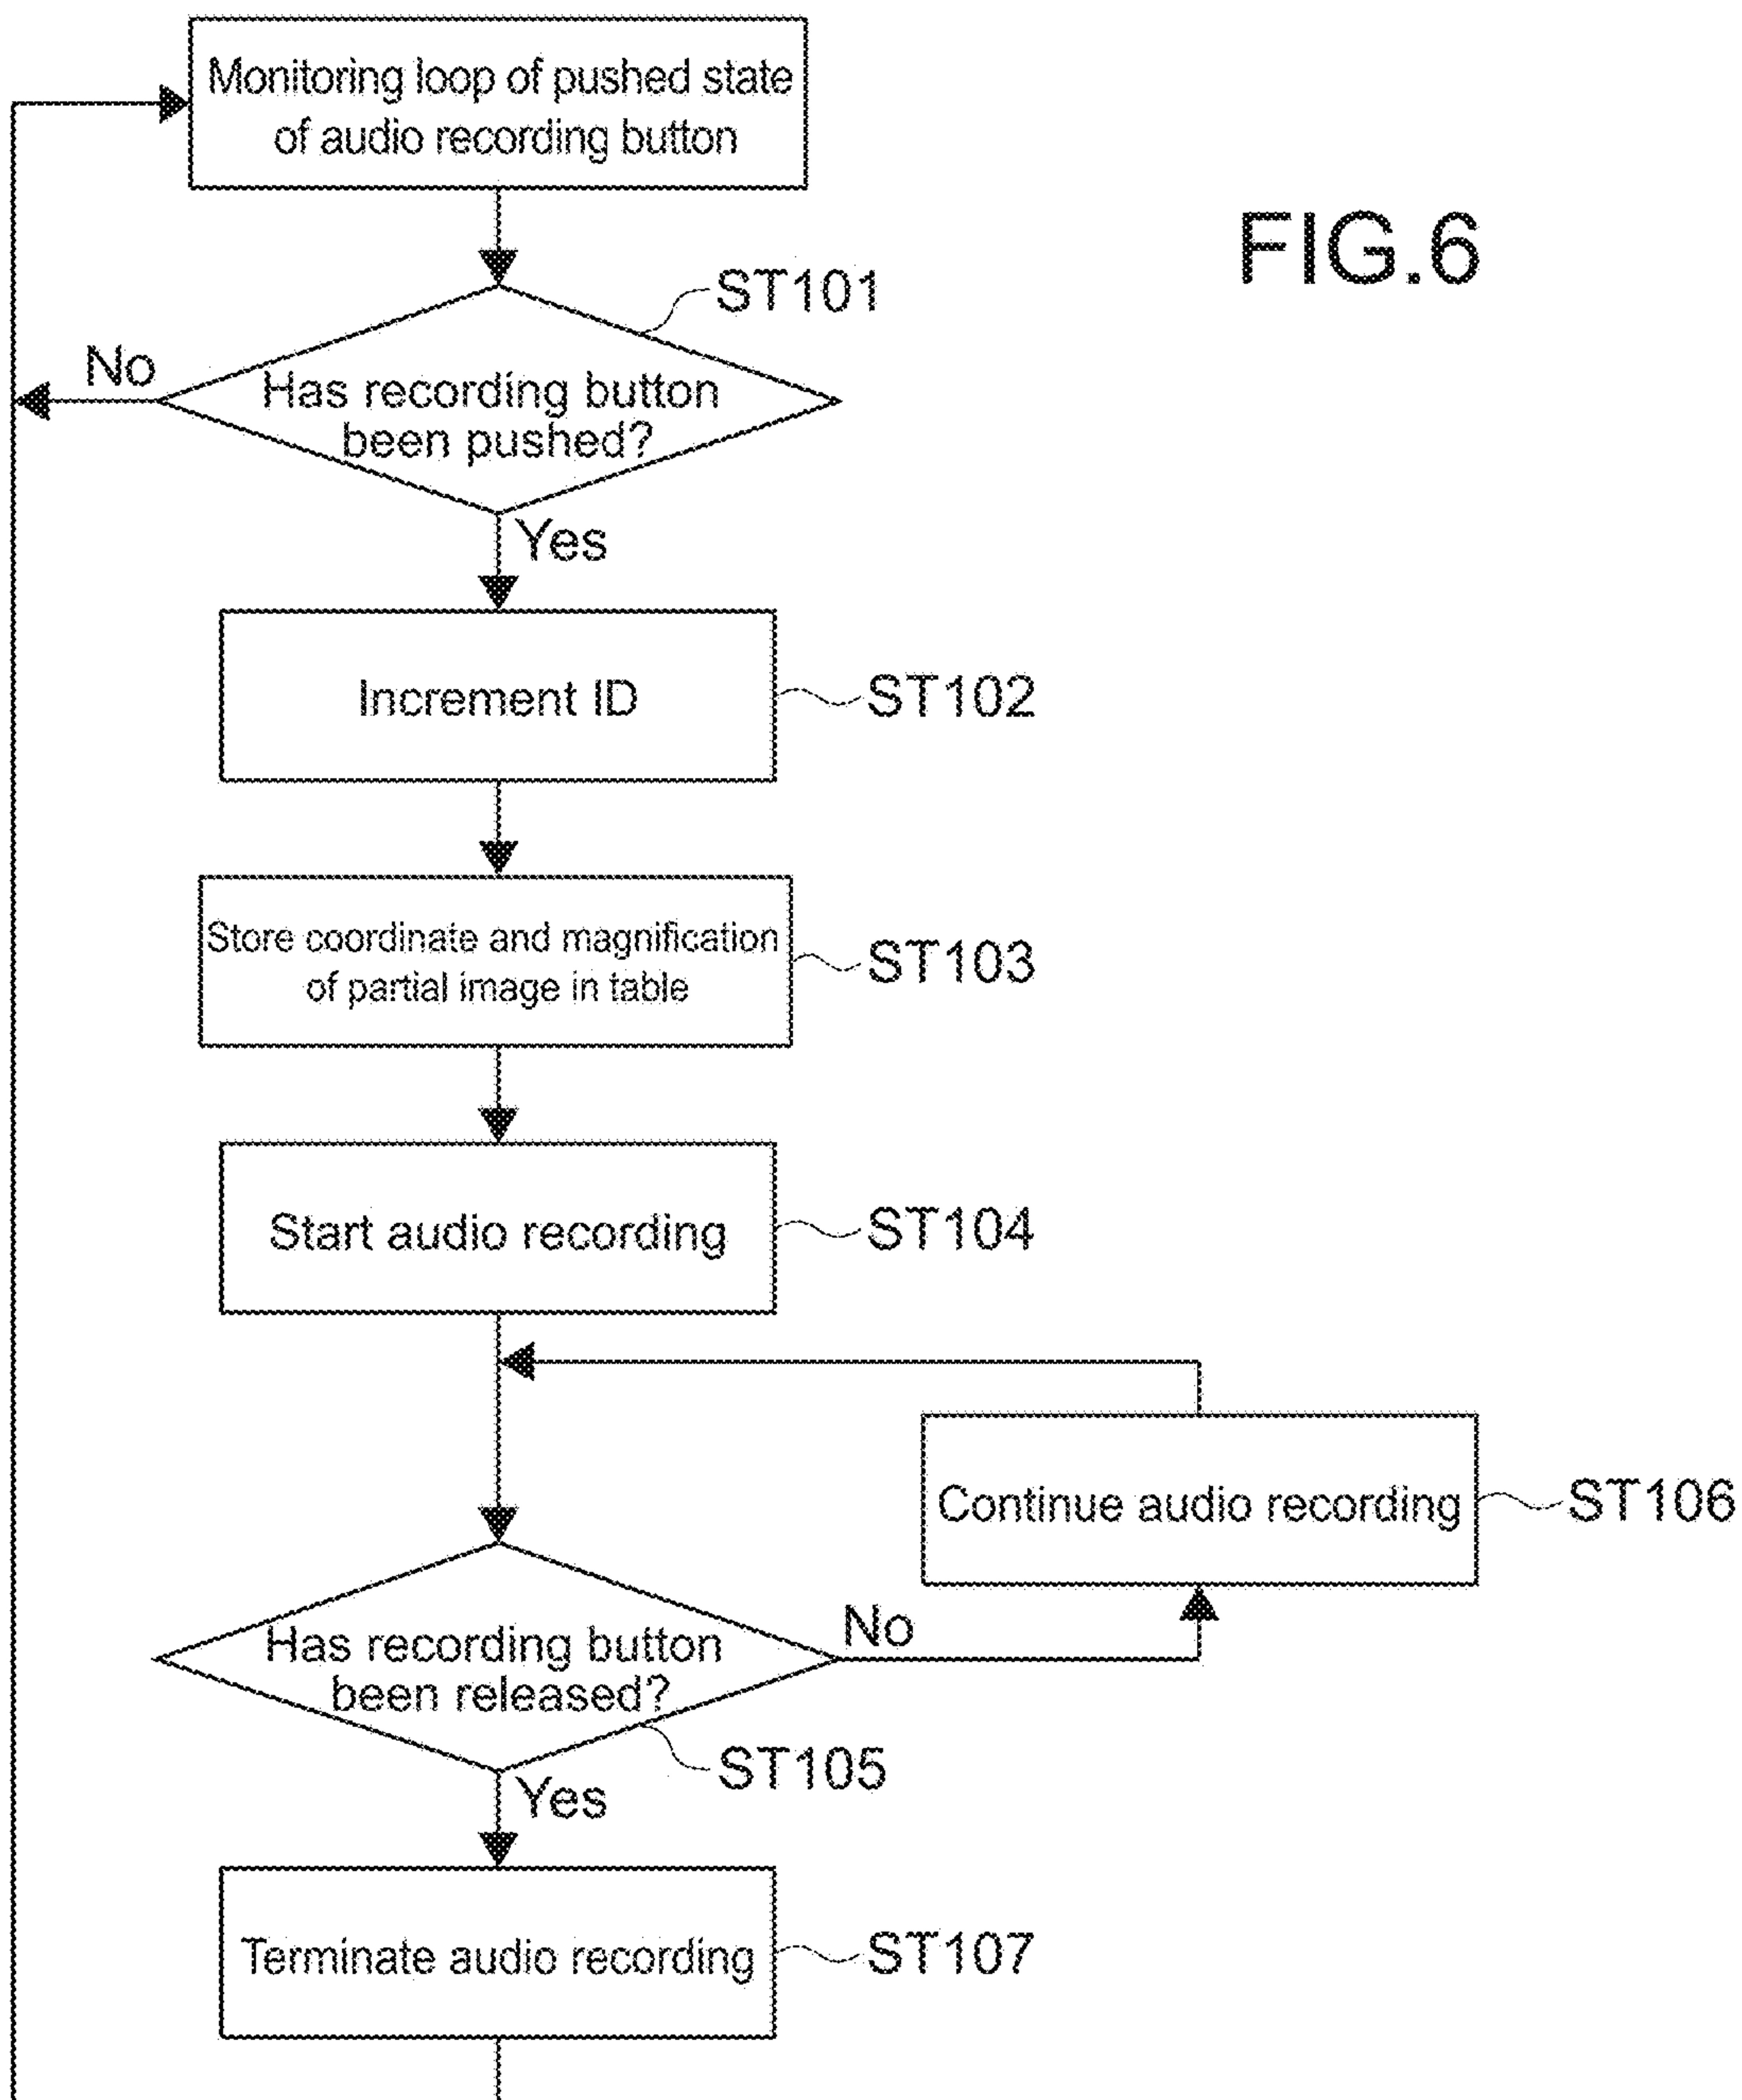 Monitoring loop of pushed state
of audio recording button
FIG.6
ST101
No
Has recording button
been pushed?
Yes
Increment ID
ST102
Store coordinate and magnification
of partial image in table
ST103
Start audio recording
ST104
Continue audio recording
ST106
Has recording button
been released?
No
ST105
Yes
Terminate audio recording
ST107